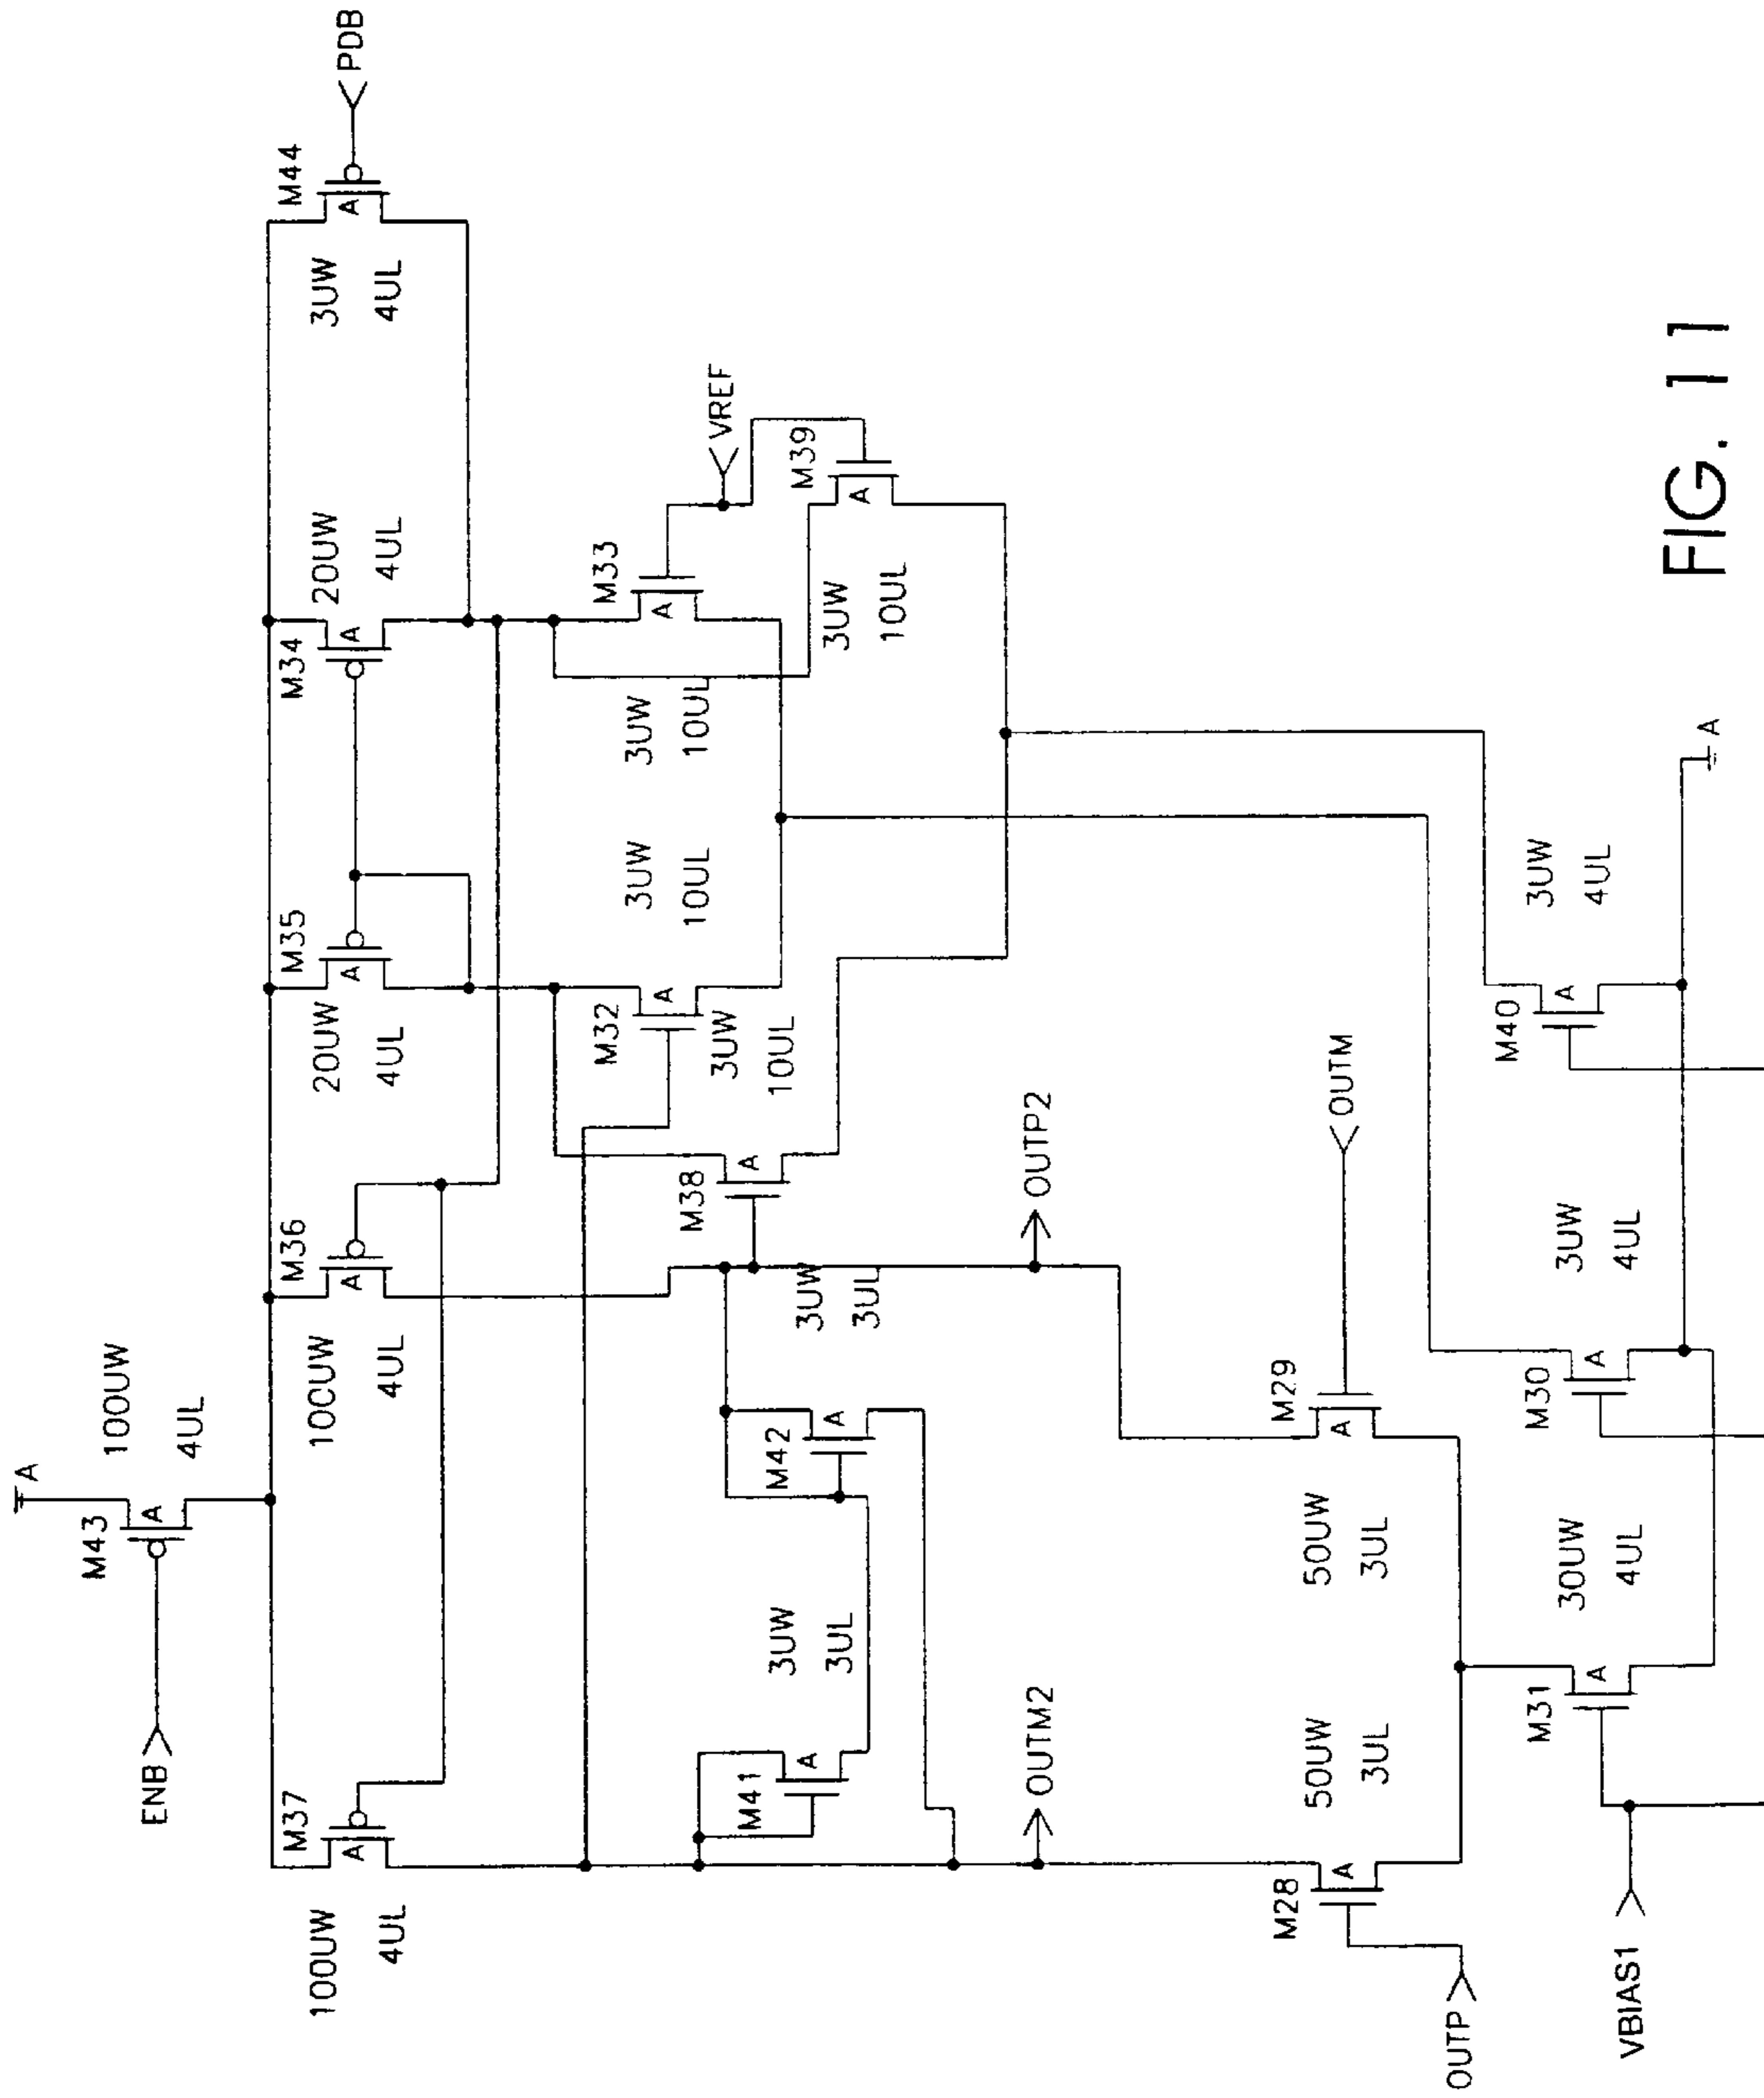 A
M43
100UW
4UL
ENB
M37
100UW
4UL
A
M36
100UW
4UL
A
M35
20UW
4UL
A
M34
20UW
4UL
A
M44
3UW
4UL
A
PDB
A
M41
A
3UW
3UL
M42
A
3UW
3UL
M38
A
3UW
10UL
M32
A
3UW
10UL
M33
A
3UW
10UL
VREF
M39
A
3UW
10UL
OUTM2
OUTP2
M28
A
50UW
3UL
OUTP
M29
A
50UW
3UL
OUTM
VBIAS1
M31
A
30UW
4UL
M30
A
3UW
4UL
M40
A
3UW
4UL
A
FIG. 11